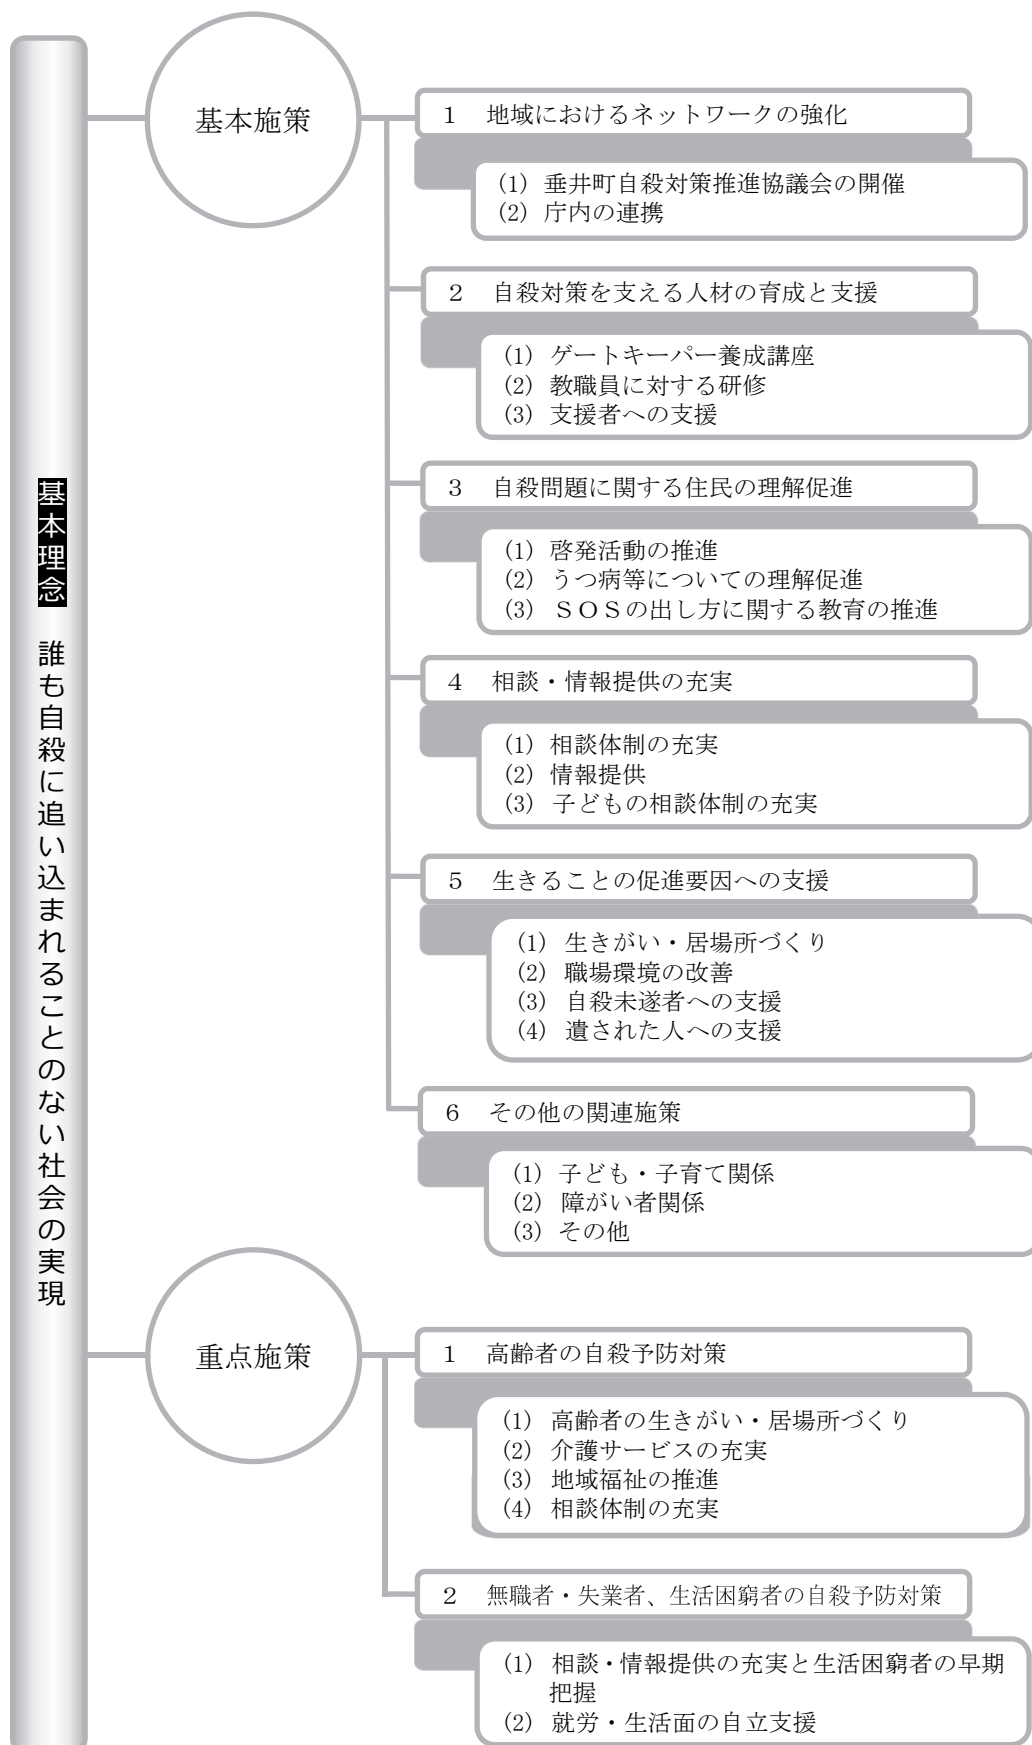 基本理念　誰も自殺に追い込まれることのない社会の実現
基本施策
１　地域におけるネットワークの強化
(1) 垂井町自殺対策推進協議会の開催
(2) 庁内の連携
２　自殺対策を支える人材の育成と支援
(1) ゲートキーパー養成講座
(2) 教職員に対する研修
(3) 支援者への支援
３　自殺問題に関する住民の理解促進
(1) 啓発活動の推進
(2) うつ病等についての理解促進
(3) ＳＯＳの出し方に関する教育の推進
４　相談・情報提供の充実
(1) 相談体制の充実
(2) 情報提供
(3) 子どもの相談体制の充実
５　生きることの促進要因への支援
(1) 生きがい・居場所づくり
(2) 職場環境の改善
(3) 自殺未遂者への支援
(4) 遺された人への支援
６　その他の関連施策
(1) 子ども・子育て関係
(2) 障がい者関係
(3) その他
重点施策
１　高齢者の自殺予防対策
(1) 高齢者の生きがい・居場所づくり
(2) 介護サービスの充実
(3) 地域福祉の推進
(4) 相談体制の充実
２　無職者・失業者、生活困窮者の自殺予防対策
(1) 相談・情報提供の充実と生活困窮者の早期
把握
(2) 就労・生活面の自立支援